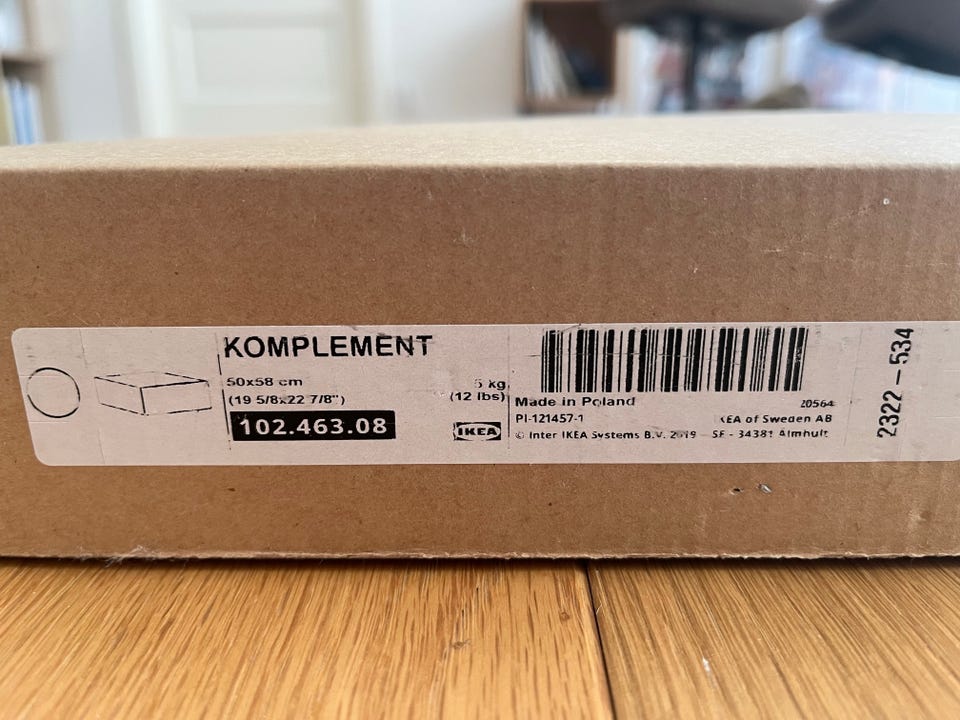 KOMPLEMENT
50x58 cm
(19 5/8x22 7/8")
102.463.08
5 kg
(12 lbs)
IKEA
Made in Poland
20564
PI-121457-1
IKEA of Sweden AB
© Inter IKEA Systems B.V. 2019
SE - 34381 Älmhult
2322 - 534